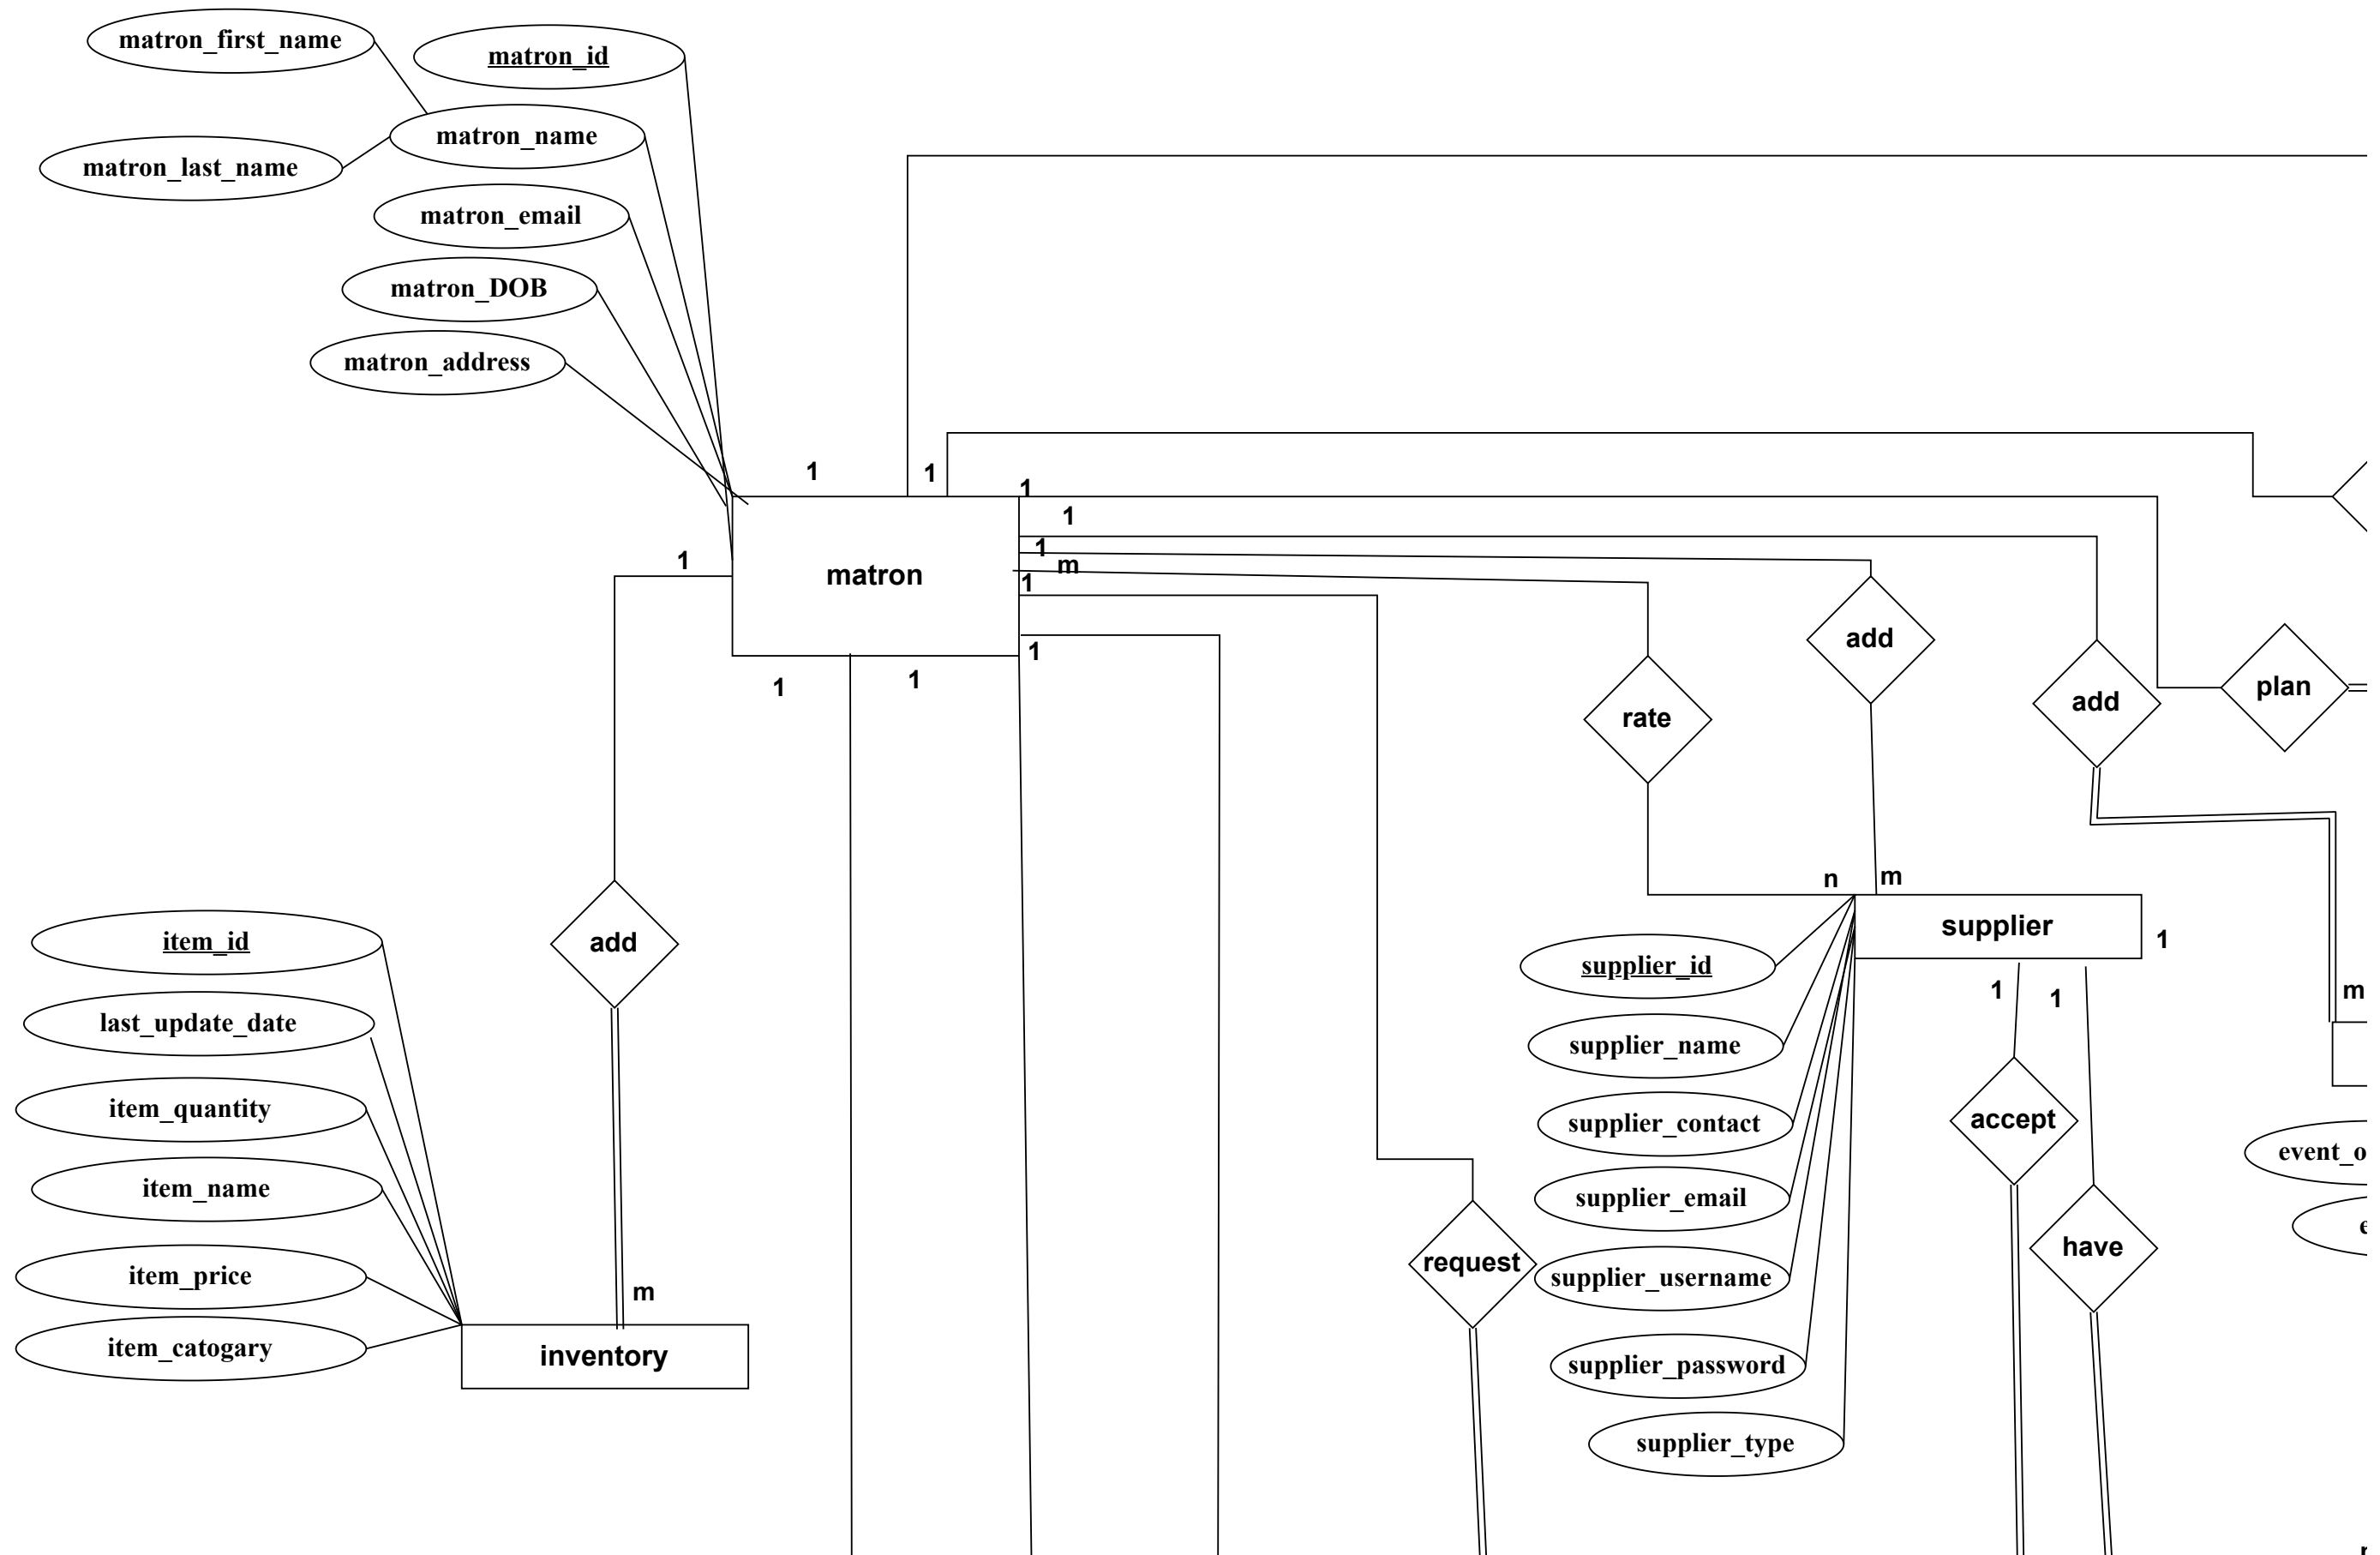 matron_first_name
matron_id
matron_name
matron_last_name
matron_email
matron_DOB
matron_address
1
1
1
1
1
m
1
1
matron
1
1
1
add
rate
add
plan
n
m
supplier
1
1
1
m
add
item_id
last_update_date
item_quantity
item_name
item_price
item_catogary
m
inventory
supplier_id
supplier_name
supplier_contact
supplier_email
supplier_username
supplier_password
supplier_type
request
accept
have
event_o
e